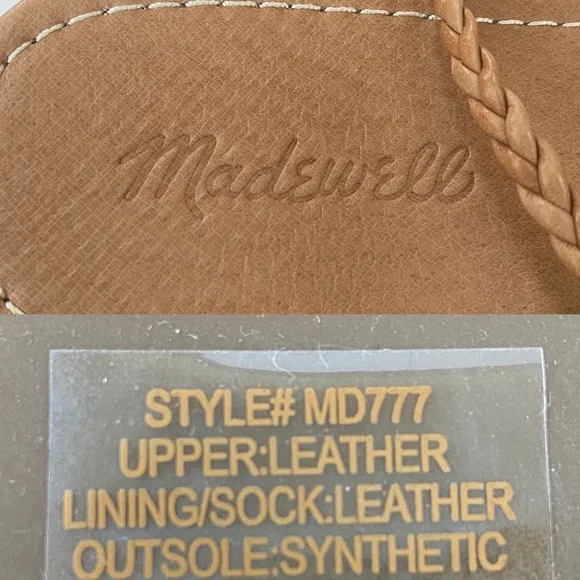 Madewell
STYLE# MD777
UPPER:LEATHER
LINING/SOCK:LEATHER
OUTSOLE:SYNTHETIC